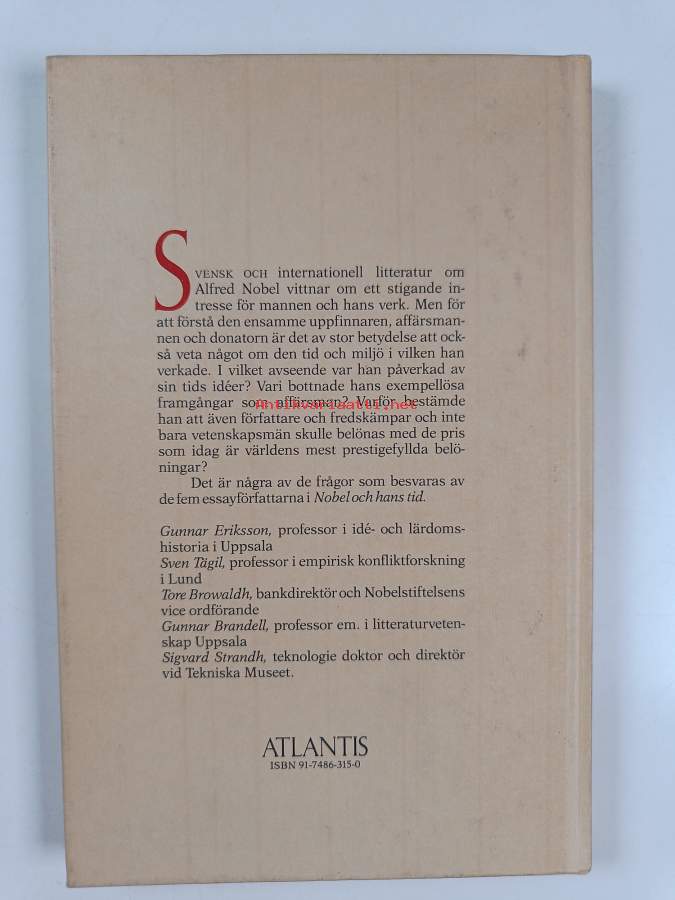 SVENSK OCH internationell litteratur om
Alfred Nobel vittnar om ett stigande in-
tresse för mannen och hans verk. Men för
att förstå den ensamme uppfinnaren, affärsman-
nen och donatorn är det av stor betydelse att ock-
så veta något om den tid och miljö i vilken han
verkade. I vilket avseende var han påverkad av
sin tids idéer? Vari bottnade hans exempellösa
framgångar som affärsman? Varför bestämde
Antikvariaatti.net
han att även författare och fredskämpar och inte
bara vetenskapsmän skulle belönas med de pris
som idag är världens mest prestigefyllda belö-
ningar?
Det är några av de frågor som besvaras av
de fem essayförfattarna i Nobel och hans tid.
Gunnar Eriksson, professor i idé- och lärdoms-
historia i Uppsala
Sven Tägil, professor i empirisk konfliktforskning
i Lund
Tore Browaldh, bankdirektör och Nobelstiftelsens
vice ordförande
Gunnar Brandell, professor em. i litteraturveten-
skap Uppsala
Sigvard Strandh, teknologie doktor och direktör
vid Tekniska Museet.
ATLANTIS
ISBN 91-7486-315-0